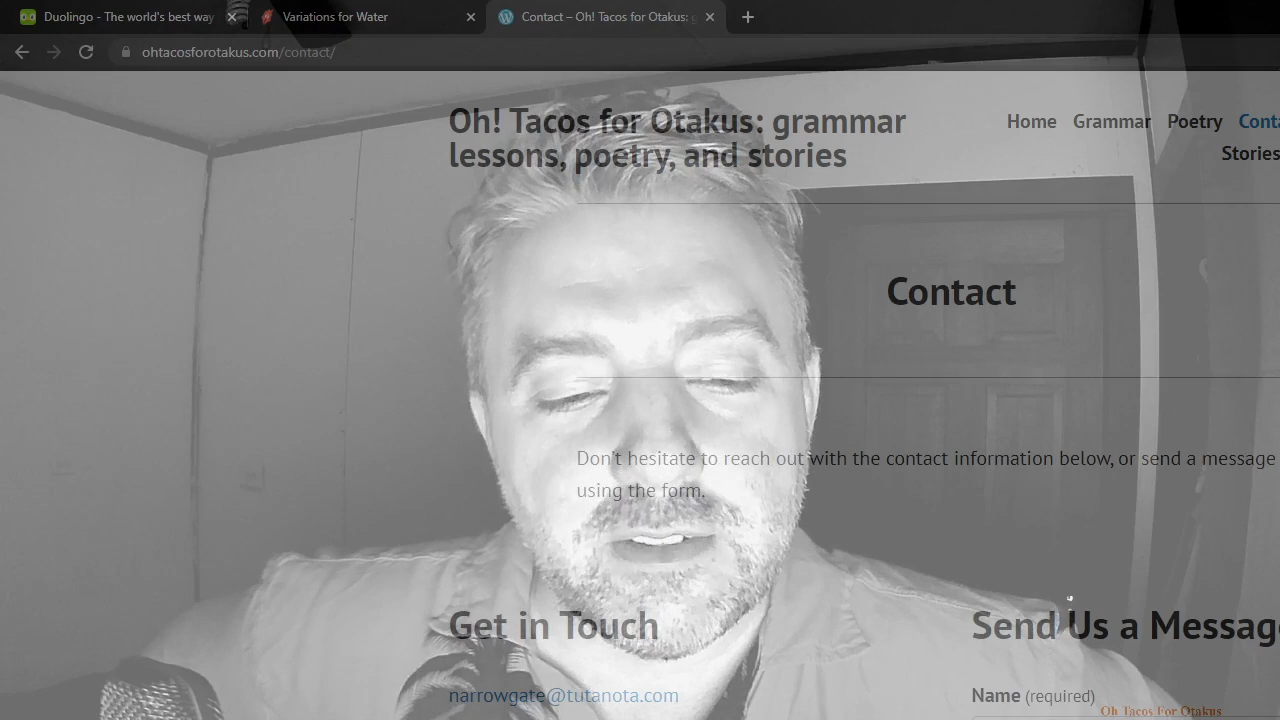 Duolingo - The world's best way
Variations for Water
Contact – Oh! Tacos for Otakus: g
ohtacosforotakus.com/contact/
Oh! Tacos for Otakus: grammar
lessons, poetry, and stories
Home Grammar Poetry Conta
Stories
Contact
Don't hesitate to reach out with the contact information below, or send a message
using the form.
Get in Touch
Send Us a Messag
narrowgate@tutanota.com
Name (required)
Oh Tacos For Otakus